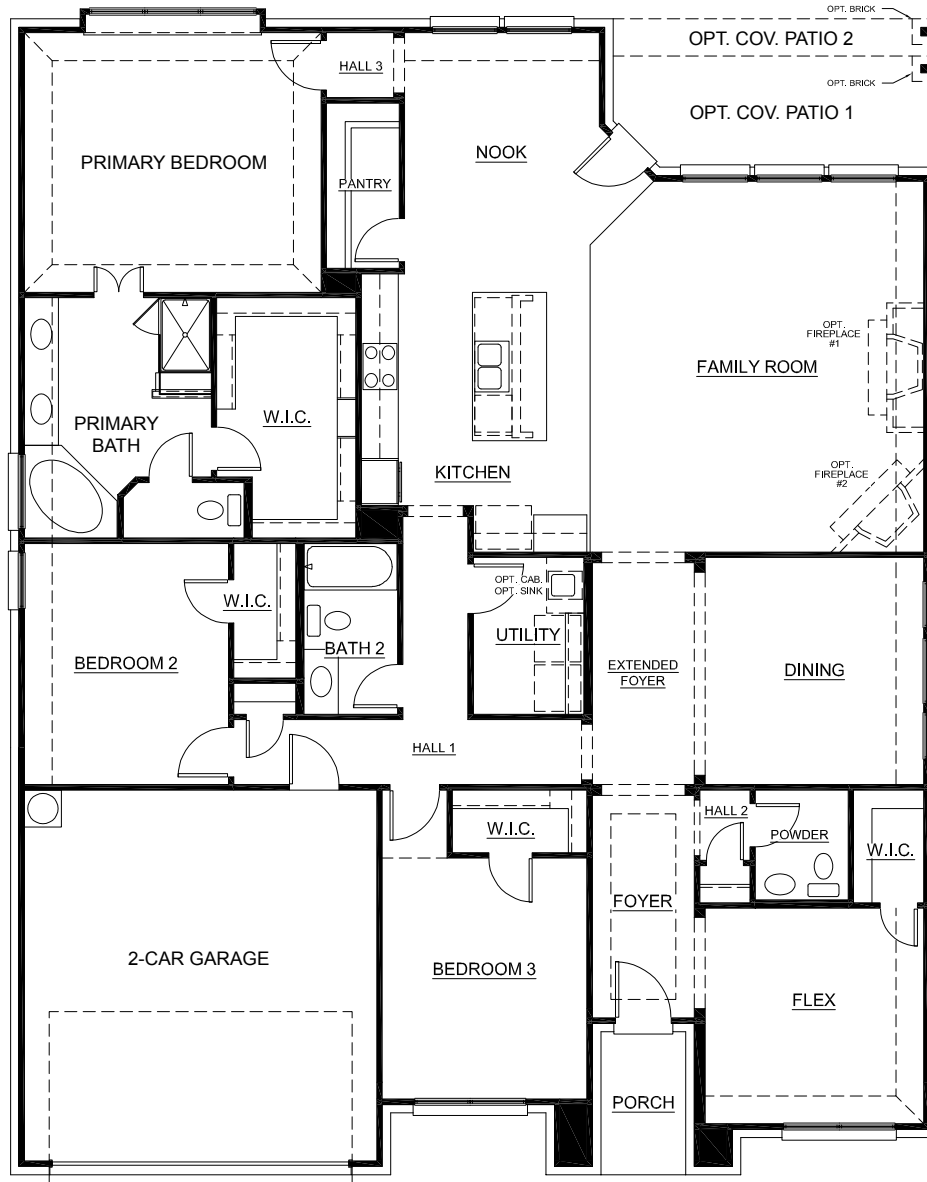 OPT. BRICK
OPT. COV. PATIO 2
HALL 3
OPT. BRICK
OPT. COV. PATIO 1
NOOK
PRIMARY BEDROOM
PANTRY
OPT.
FIREPLACE
#1
FAMILY ROOM
W.I.C.
PRIMARY
BATH
KITCHEN
OPT.
FIREPLACE
#2
OPT. CAB.
OPT. SINK
W.I.C.
UTILITY
BATH 2
BEDROOM 2
EXTENDED
FOYER
DINING
HALL 1
HALL 2
W.I.C.
POWDER
W.I.C.
FOYER
2-CAR GARAGE
BEDROOM 3
FLEX
PORCH